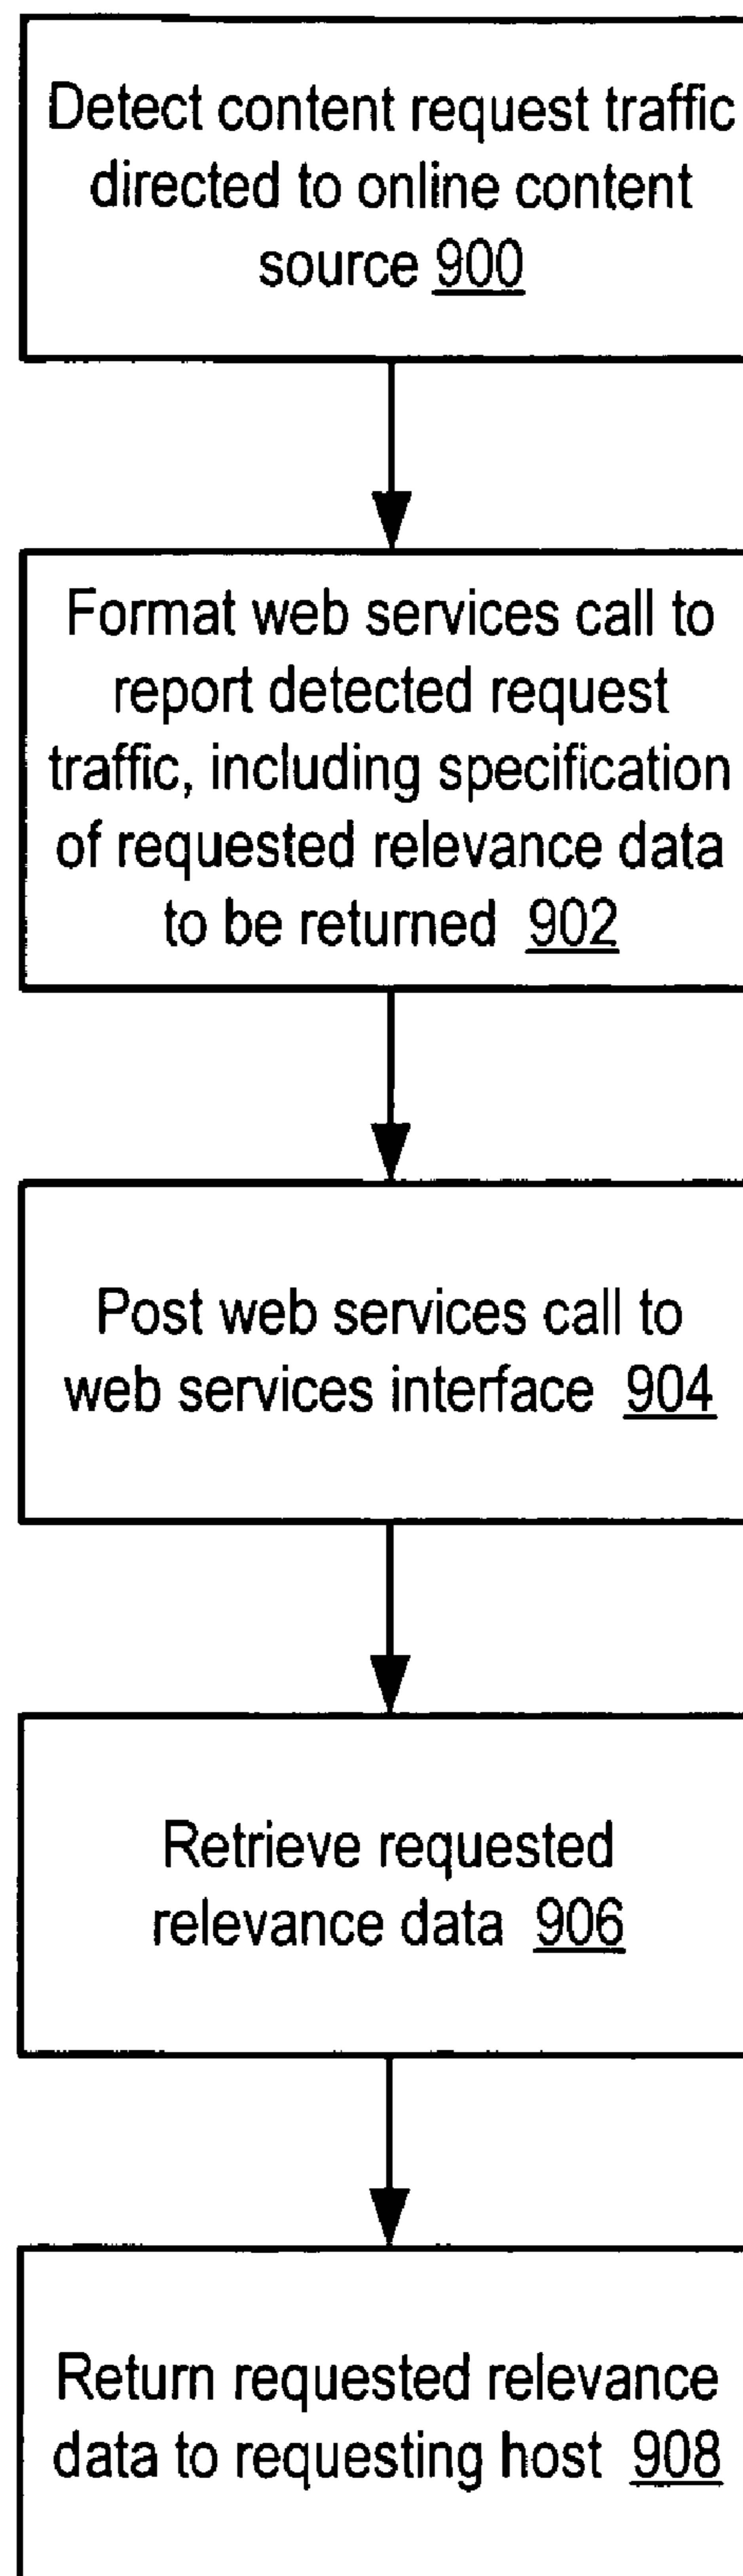 Detect content request traffic
directed to online content
source 900
Format web services call to
report detected request
traffic, including specification
of requested relevance data
to be returned 902
Post web services call to
web services interface 904
Retrieve requested
relevance data 906
Return requested relevance
data to requesting host 908